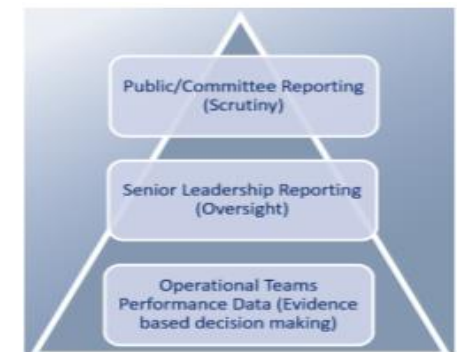 Public/Committee Reporting
(Scrutiny)
Senior Leadership Reporting
(Oversight)
Operational Teams
Performance Data (Evidence
based decision making)